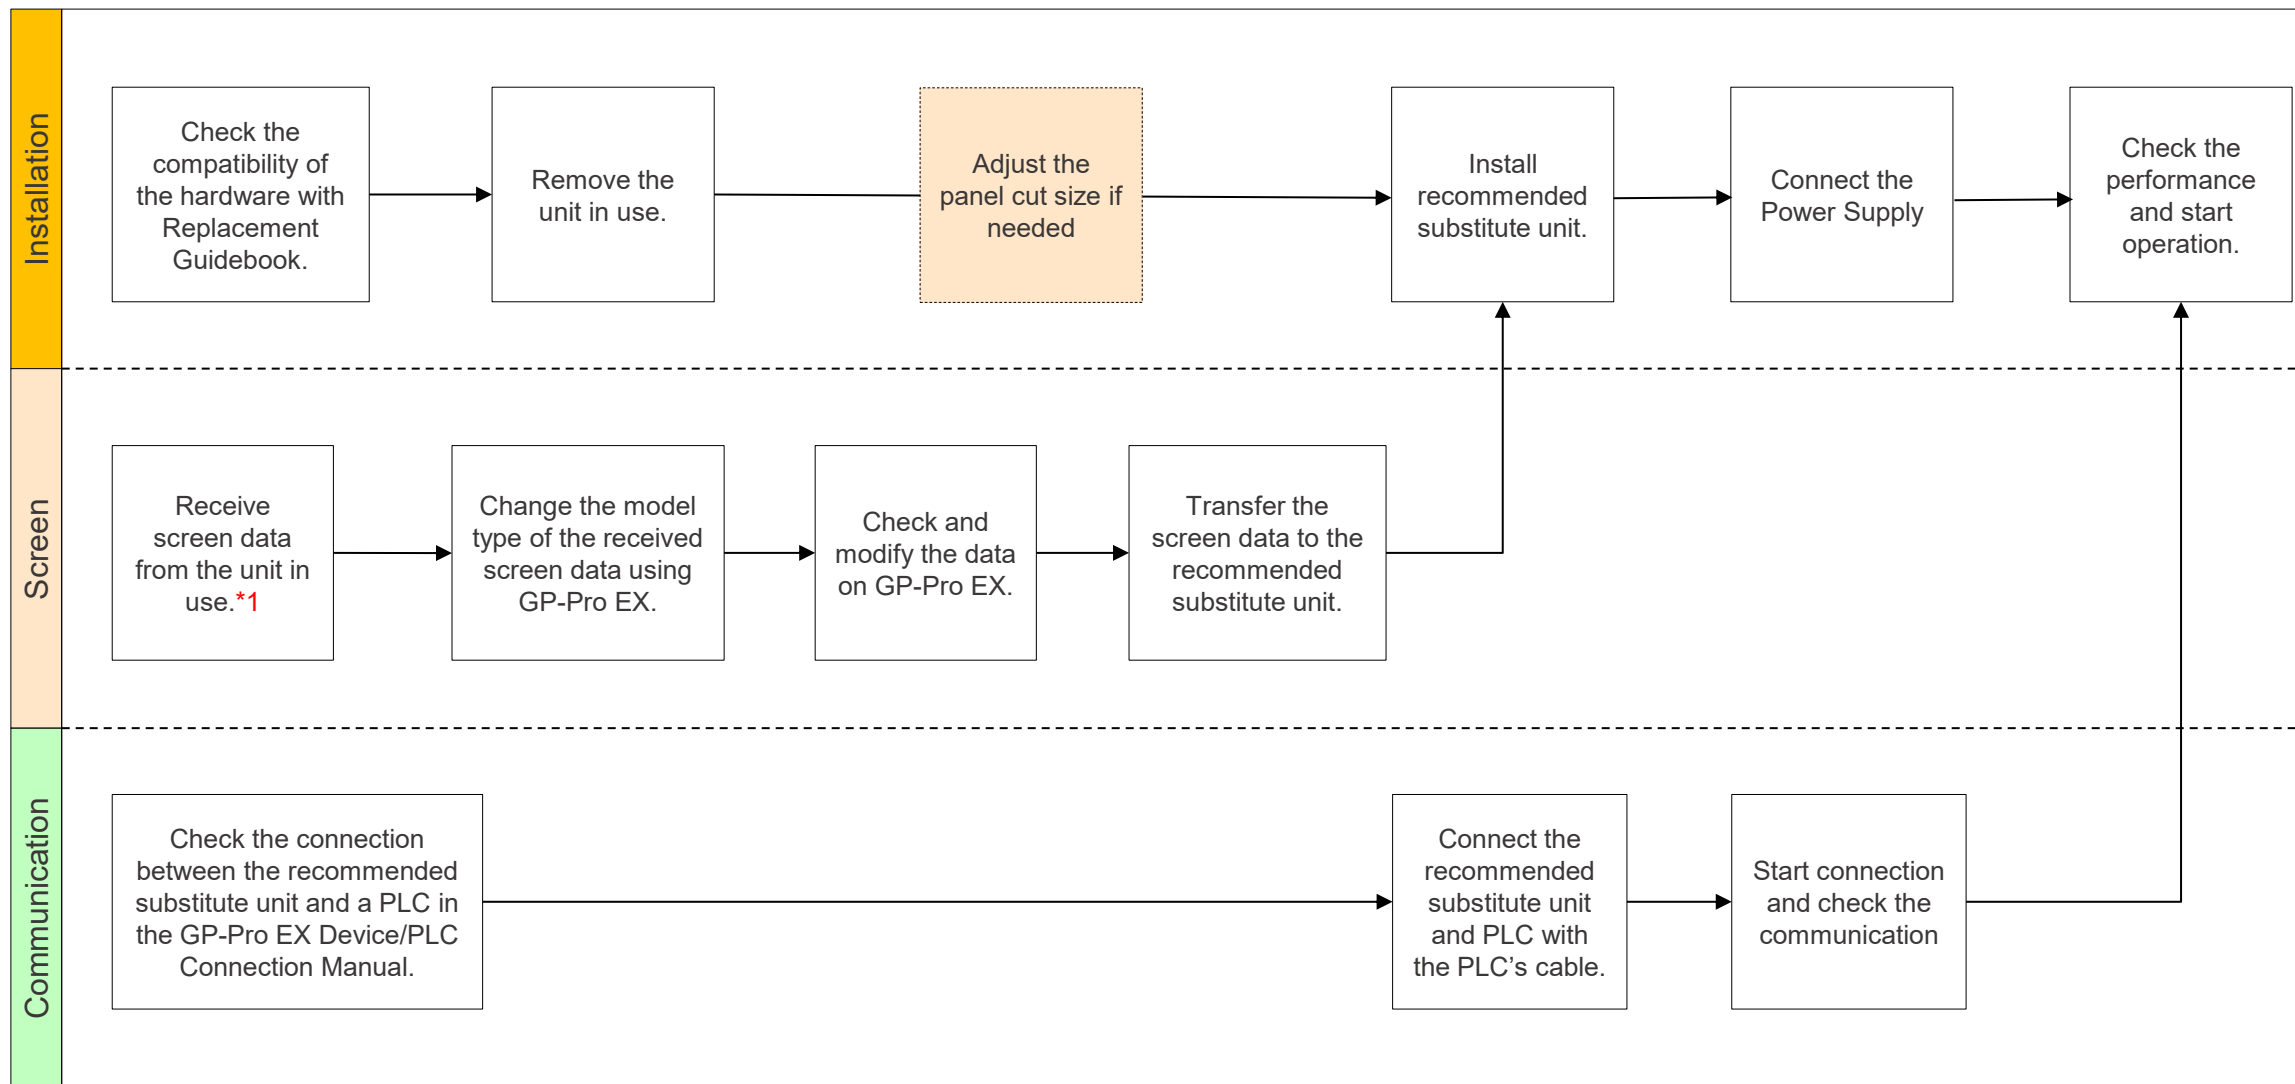 Installation
Check the
compatibility of
the hardware with
Replacement
Guidebook.
Remove the
unit in use.
Adjust the
panel cut size if
needed
Install
recommended
substitute unit.
Connect the
Power Supply
Check the
performance
and start
operation.
Screen
Receive
screen data
from the unit in
use.*1
Change the model
type of the received
screen data using
GP-Pro EX.
Check and
modify the data
on GP-Pro EX.
Transfer the
screen data to the
recommended
substitute unit.
Communication
Check the connection
between the recommended
substitute unit and a PLC in
the GP-Pro EX Device/PLC
Connection Manual.
Connect the
recommended
substitute unit
and PLC with
the PLC’s cable.
Start connection
and check the
communication